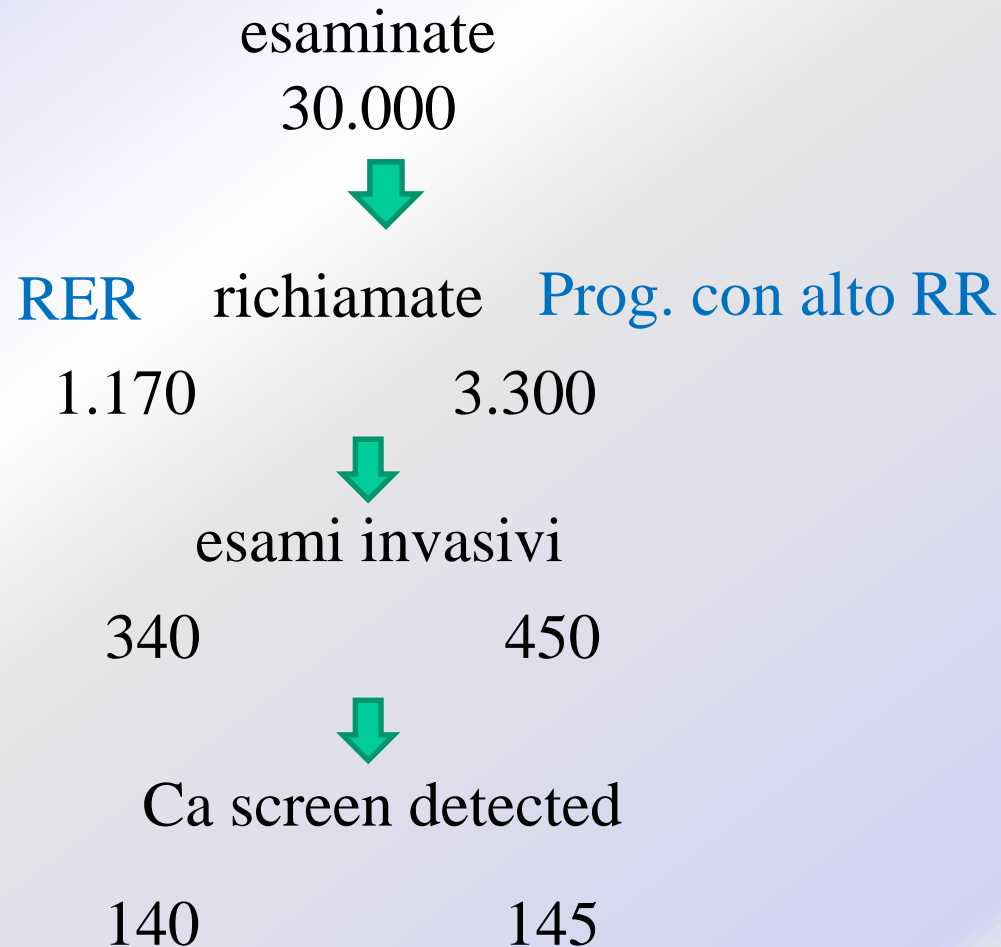 esaminate
30.000
RER richiamate Prog. con alto RR
1.170 3.300
esami invasivi
340 450
Ca screen detected
140 145